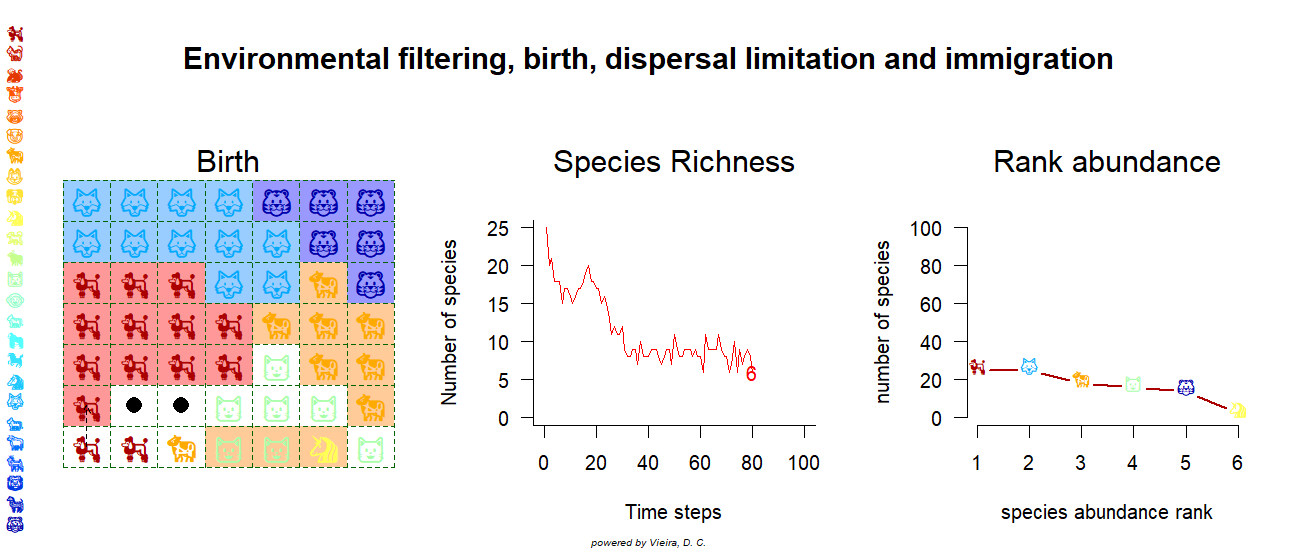 Environmental filtering, birth, dispersal limitation and immigration
Birth
Species Richness
Rank abundance
Number of species
25
20
15
10
5
0
6
0 20 40 60 80 100
Time steps
number of species
100
80
60
40
20
0
1 2 3 4 5 6
species abundance rank
powered by Vieira, D. C.